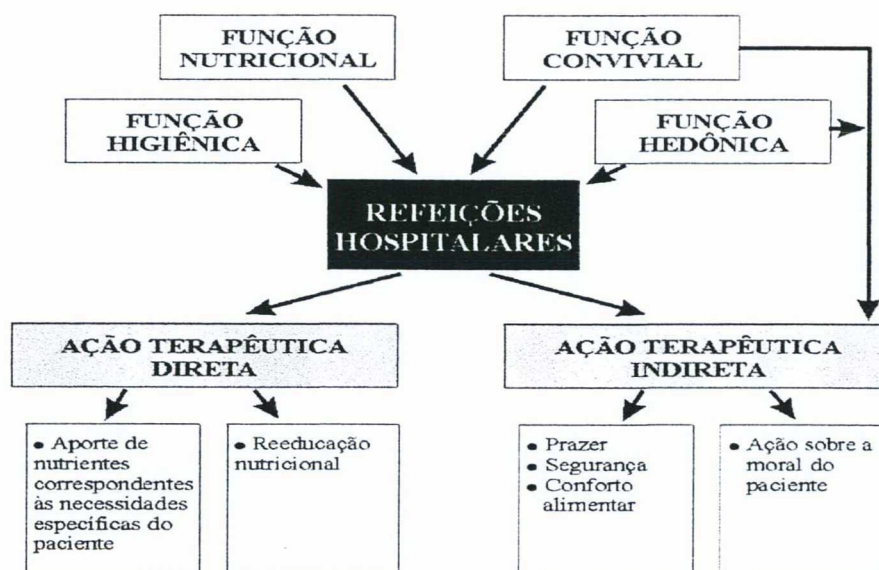 FUNÇÃO
NUTRICIONAL
FUNÇÃO
CONVIVIAL
FUNÇÃO
HIGIÊNICA
FUNÇÃO
HEDÔNICA
REFEIÇÕES
HOSPITALARES
AÇÃO TERAPÊUTICA
DIRETA
AÇÃO TERAPÊUTICA
INDIRETA
• Aporte de
nutrientes
correspondentes
às necessidades
específicas do
paciente
• Reeducação
nutricional
• Prazer
• Segurança
• Conforto
alimentar
• Ação sobre a
moral do
paciente